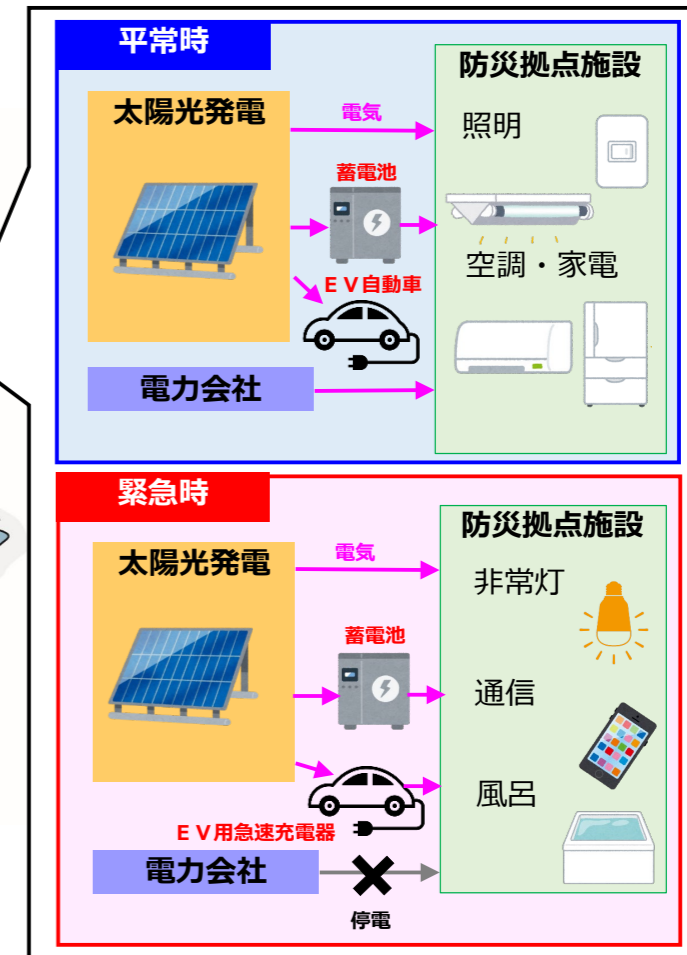 平常時
防災拠点施設
太陽光発電
電気
照明
蓄電池
空調・家電
ＥＶ自動車
電力会社
緊急時
防災拠点施設
太陽光発電
電気
非常灯
蓄電池
通信
風呂
ＥＶ用急速充電器
電力会社
停電